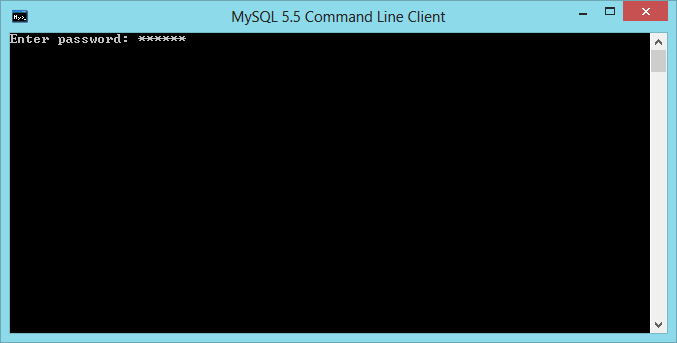 MySQL 5.5 Command Line Client
Enter password: ******